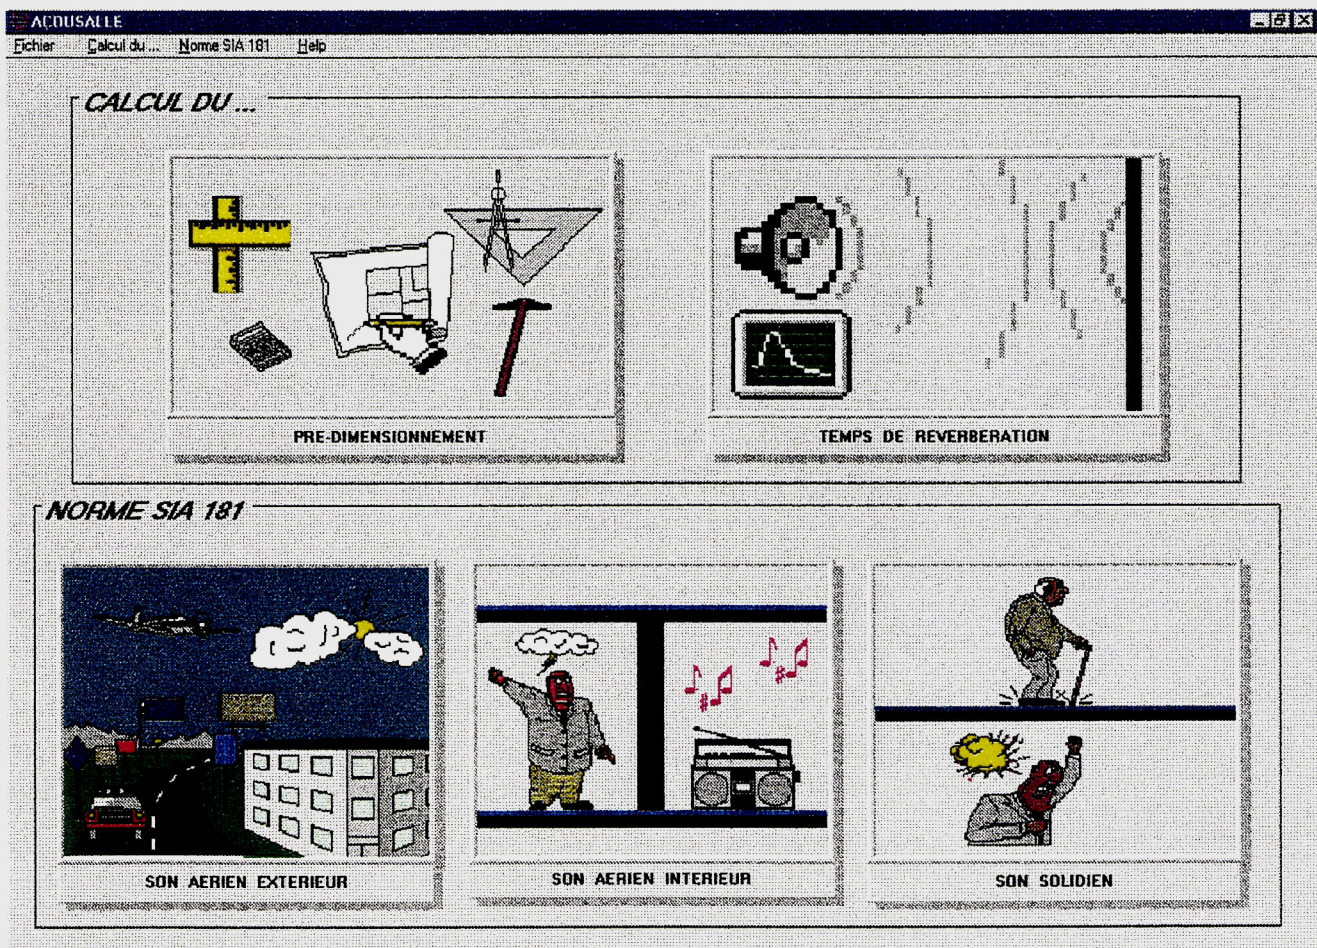 ACOUSALLE
Fichier Calcul du ... Norme SIA 181 Help
CALCUL DU ...
PRE-DIMENSIONNEMENT
TEMPS DE REVERBERATION
NORME SIA 181
SON AERIEN EXTERIEUR
SON AERIEN INTERIEUR
SON SOLIDIEN